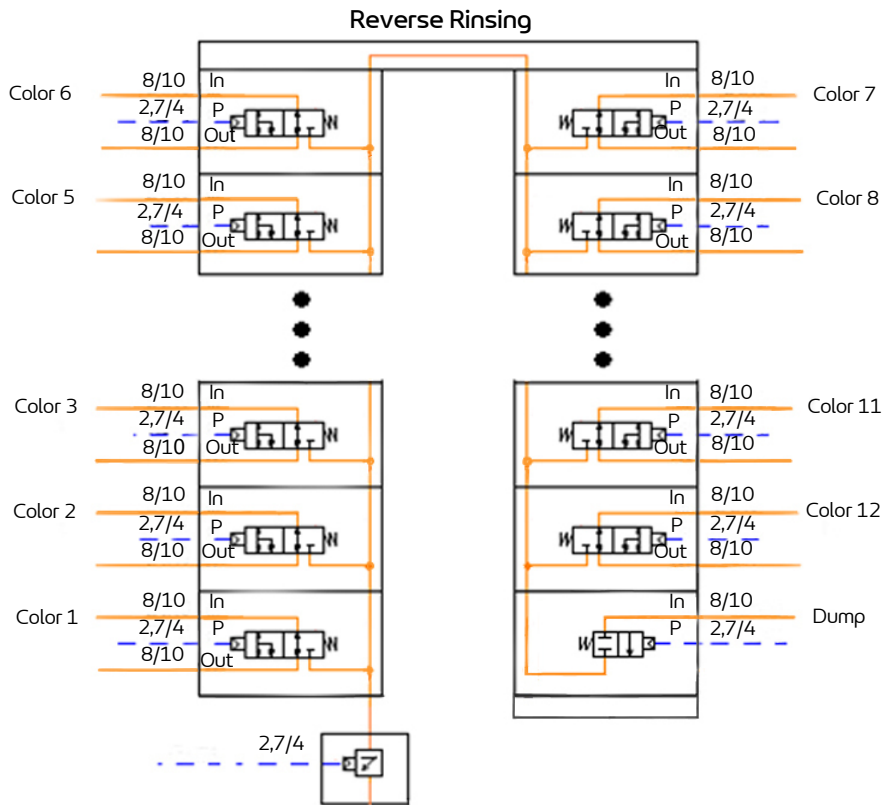 Reverse Rinsing
8/10 In
Color 6
2,7/4 P
8/10 Out
In 8/10
Color 7
P 2,7/4
Out 8/10
8/10 In
Color 5
2,7/4 P
8/10 Out
In 8/10
Color 8
P 2,7/4
Out 8/10
8/10 In
Color 3
2,7/4 P
8/10 Out
In 8/10
Color 11
P 2,7/4
Out 8/10
8/10 In
Color 2
2,7/4 P
8/10 Out
In 8/10
Color 12
P 2,7/4
Out 8/10
8/10 In
Color 1
2,7/4 P
8/10 Out
In 8/10
Dump
P 2,7/4
2,7/4